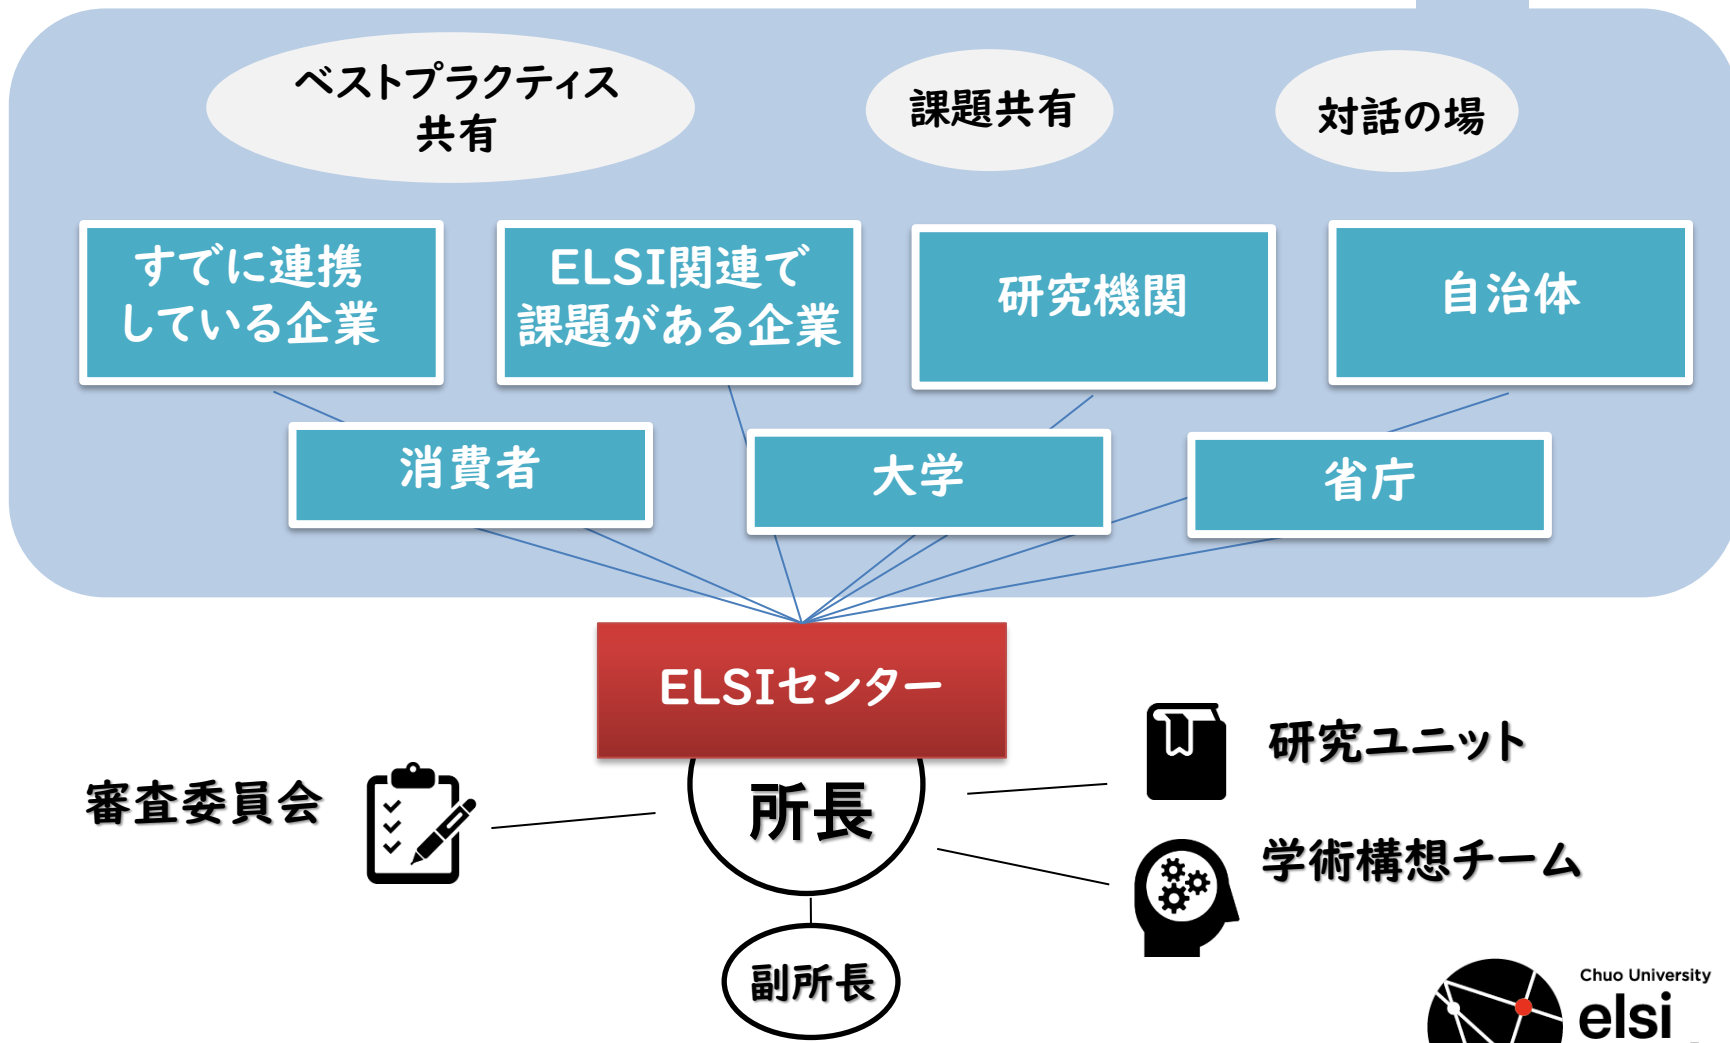 ベストプラクティス
共有
課題共有
対話の場
すでに連携
している企業
ELSI関連で
課題がある企業
研究機関
自治体
消費者
大学
省庁
ELSIセンター
所長
審査委員会
研究ユニット
学術構想チーム
副所長
Chuo University
elsi